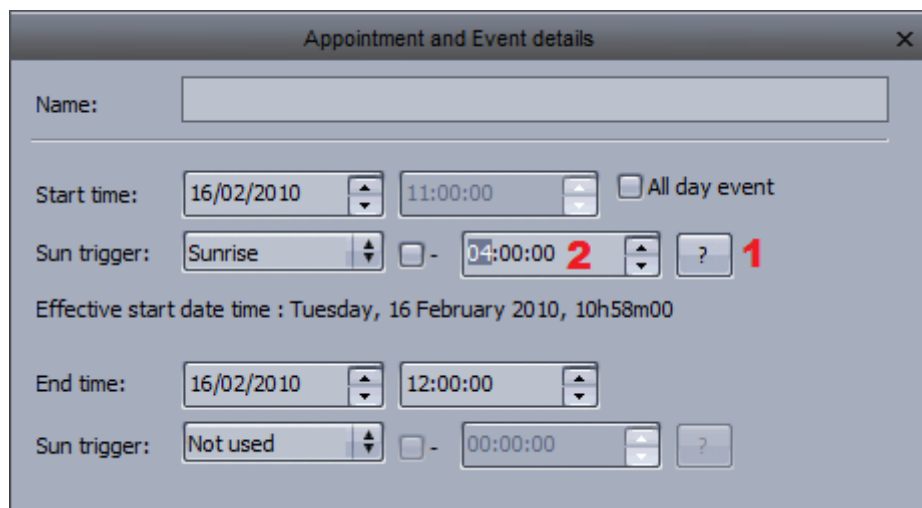 Appointment and Event details
Name:
Start time: 16/02/2010 11:00:00 All day event
Sun trigger: Sunrise - 04:00:00 2 ? 1
Effective start date time : Tuesday, 16 February 2010, 10h58m00
End time: 16/02/2010 12:00:00
Sun trigger: Not used - 00:00:00 ?